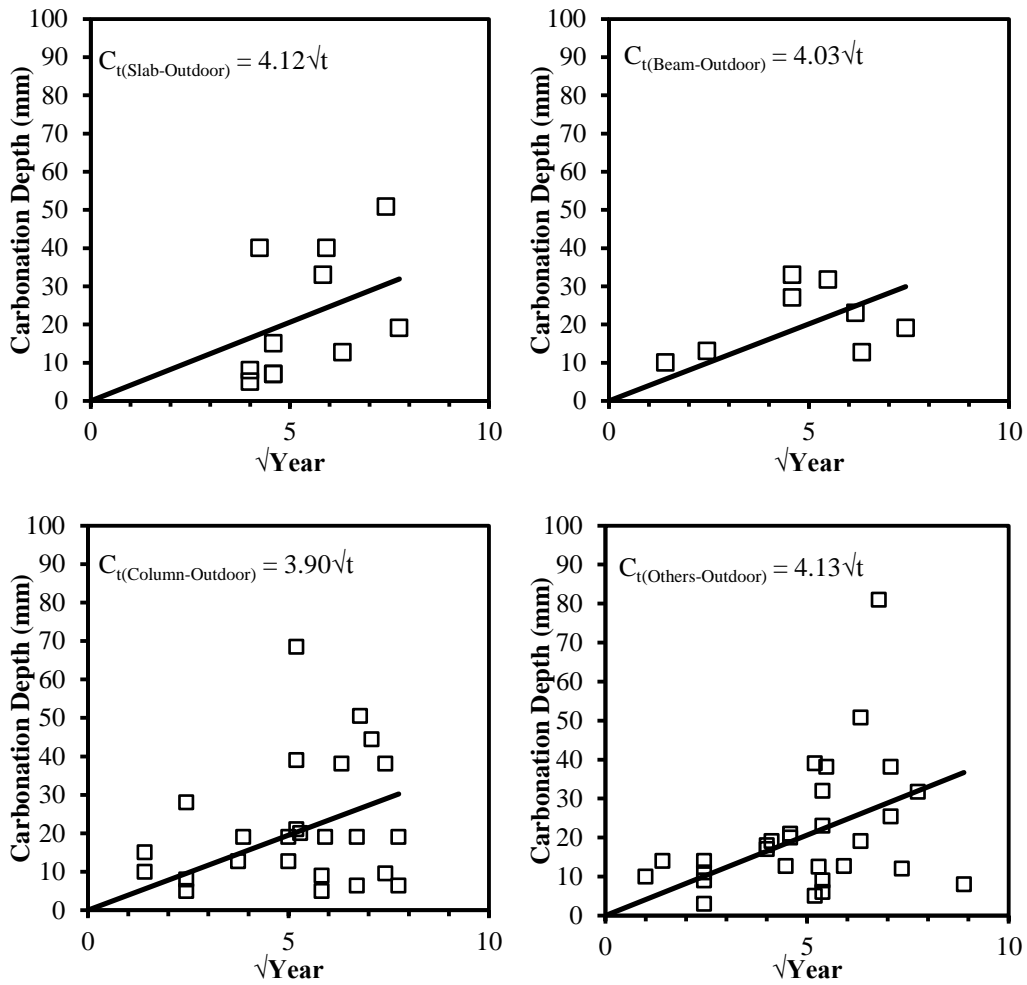 C_t(Slab-Outdoor) = 4.12√t
Carbonation Depth (mm)
100
90
80
70
60
50
40
30
20
10
0
0 5 10
√Year
C_t(Beam-Outdoor) = 4.03√t
Carbonation Depth (mm)
100
90
80
70
60
50
40
30
20
10
0
0 5 10
√Year
C_t(Column-Outdoor) = 3.90√t
Carbonation Depth (mm)
100
90
80
70
60
50
40
30
20
10
0
0 5 10
√Year
C_t(Others-Outdoor) = 4.13√t
Carbonation Depth (mm)
100
90
80
70
60
50
40
30
20
10
0
0 5 10
√Year